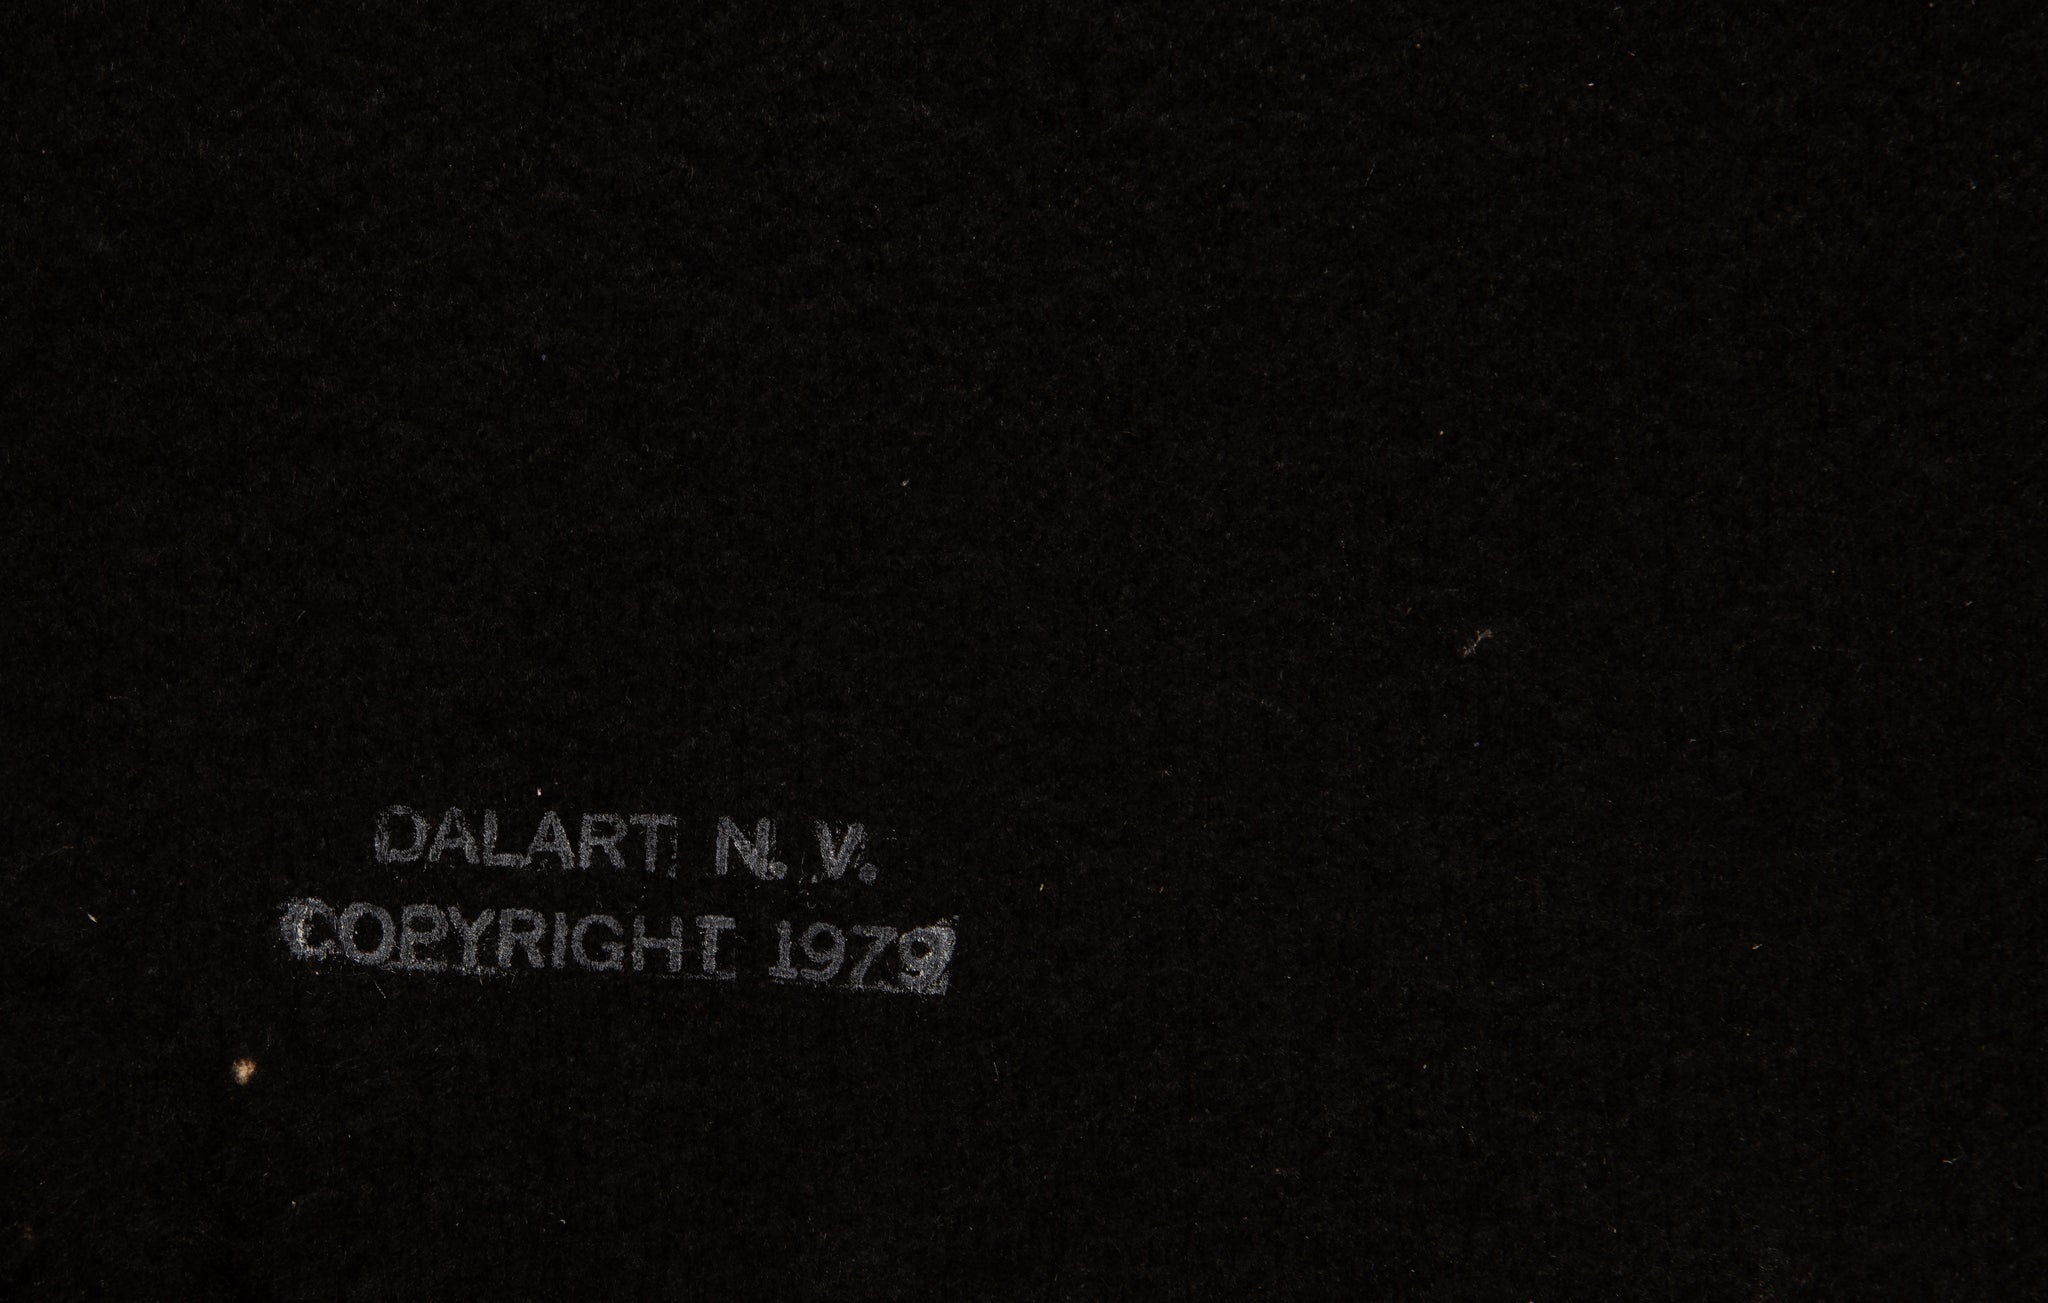 DALART N. V.
COPYRIGHT 1979